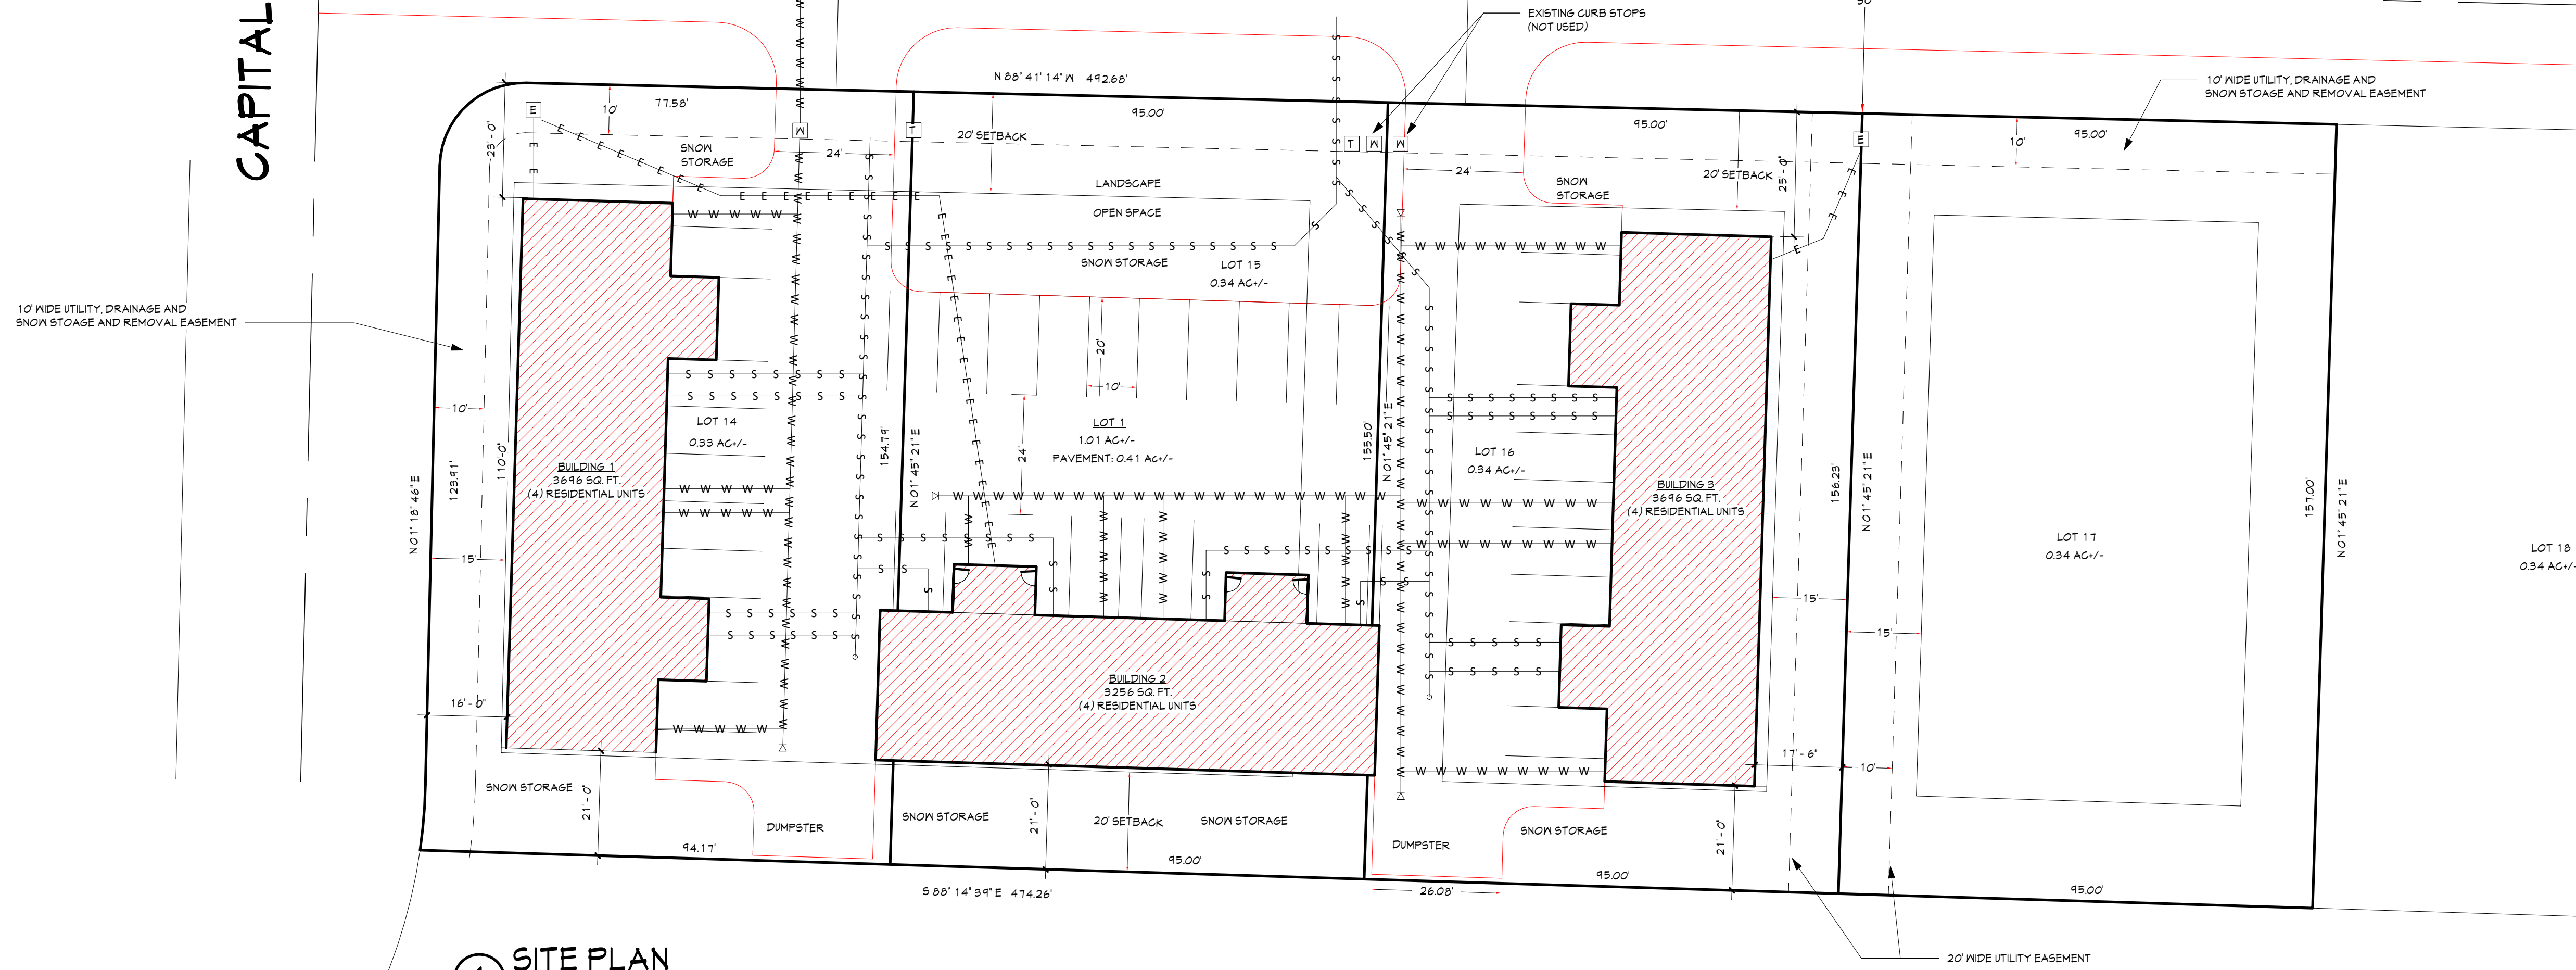 CAPITAL
EXISTING CURB STOPS
(NOT USED)
N 88° 41' 14" W 492.68'
10' WIDE UTILITY, DRAINAGE AND
SNOW STOAGE AND REMOVAL EASEMENT
E
10'
77.58'
W
T
95.00'
20' SETBACK
T
W
W
95.00'
E
10'
95.00'
23'- 0"
SNOW
STORAGE
24'
LANDSCAPE
OPEN SPACE
24'
SNOW
STORAGE
20' SETBACK
25'- 0"
SNOW STORAGE
LOT 15
0.34 AC+/-
10' WIDE UTILITY, DRAINAGE AND
SNOW STOAGE AND REMOVAL EASEMENT
20'
10'
10'
LOT 14
0.33 AC+/-
LOT 1
1.01 AC+/-
PAVEMENT: 0.41 AC+/-
24'
154.79'
N 01° 45' 21" E
155.50'
N 01° 45' 21" E
LOT 16
0.34 AC+/-
N 01° 18' 46" E
123.91'
110'-0"
BUILDING 1
3696 SQ. FT.
(4) RESIDENTIAL UNITS
BUILDING 3
3696 SQ. FT.
(4) RESIDENTIAL UNITS
156.23'
N 01° 45' 21" E
157.00'
N 01° 45' 21" E
LOT 17
0.34 AC+/-
LOT 18
0.34 AC+/-
15'
15'
15'
BUILDING 2
3256 SQ. FT.
(4) RESIDENTIAL UNITS
16'- 0"
17'- 6"
10'
SNOW STORAGE
21'- 0"
DUMPSTER
SNOW STORAGE
21'- 0"
20' SETBACK
SNOW STORAGE
DUMPSTER
SNOW STORAGE
21'- 0"
94.17'
95.00'
95.00'
95.00'
S 88° 14' 39" E 474.26'
26.08'
SITE PLAN
20' WIDE UTILITY EASEMENT